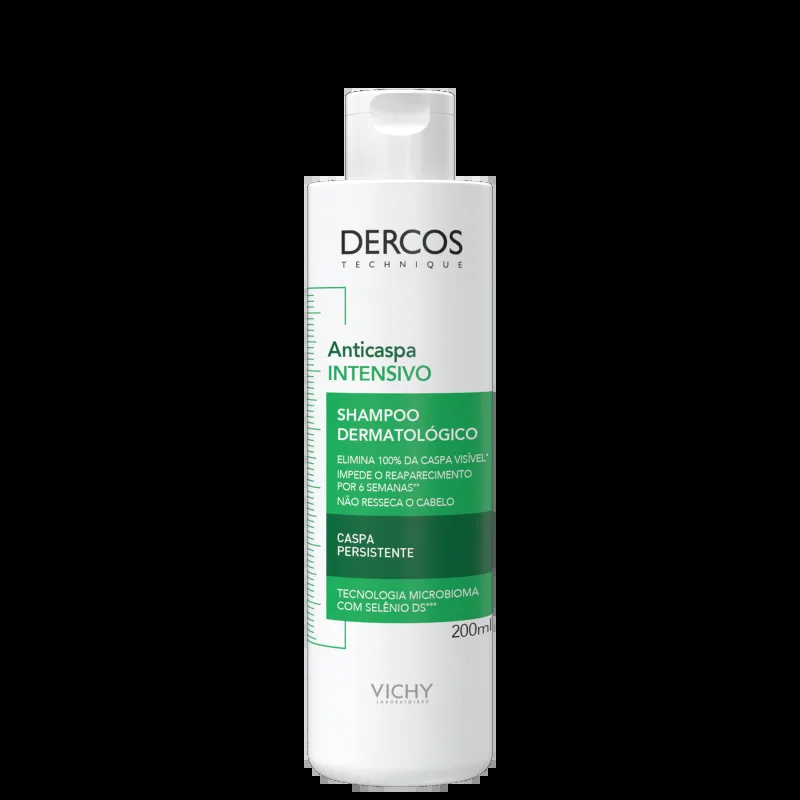 DERCOS
TECHNIQUE
Anticaspa
INTENSIVO
SHAMPOO
DERMATOLÓGICO
ELIMINA 100% DA CASPA VISÍVEL*
IMPEDE O REAPARECIMENTO
POR 6 SEMANAS**
NÃO RESSECA O CABELO
CASPA
PERSISTENTE
TECNOLOGIA MICROBIOMA
COM SELÊNIO DS***
200ml
VICHY
LABORATOIRES